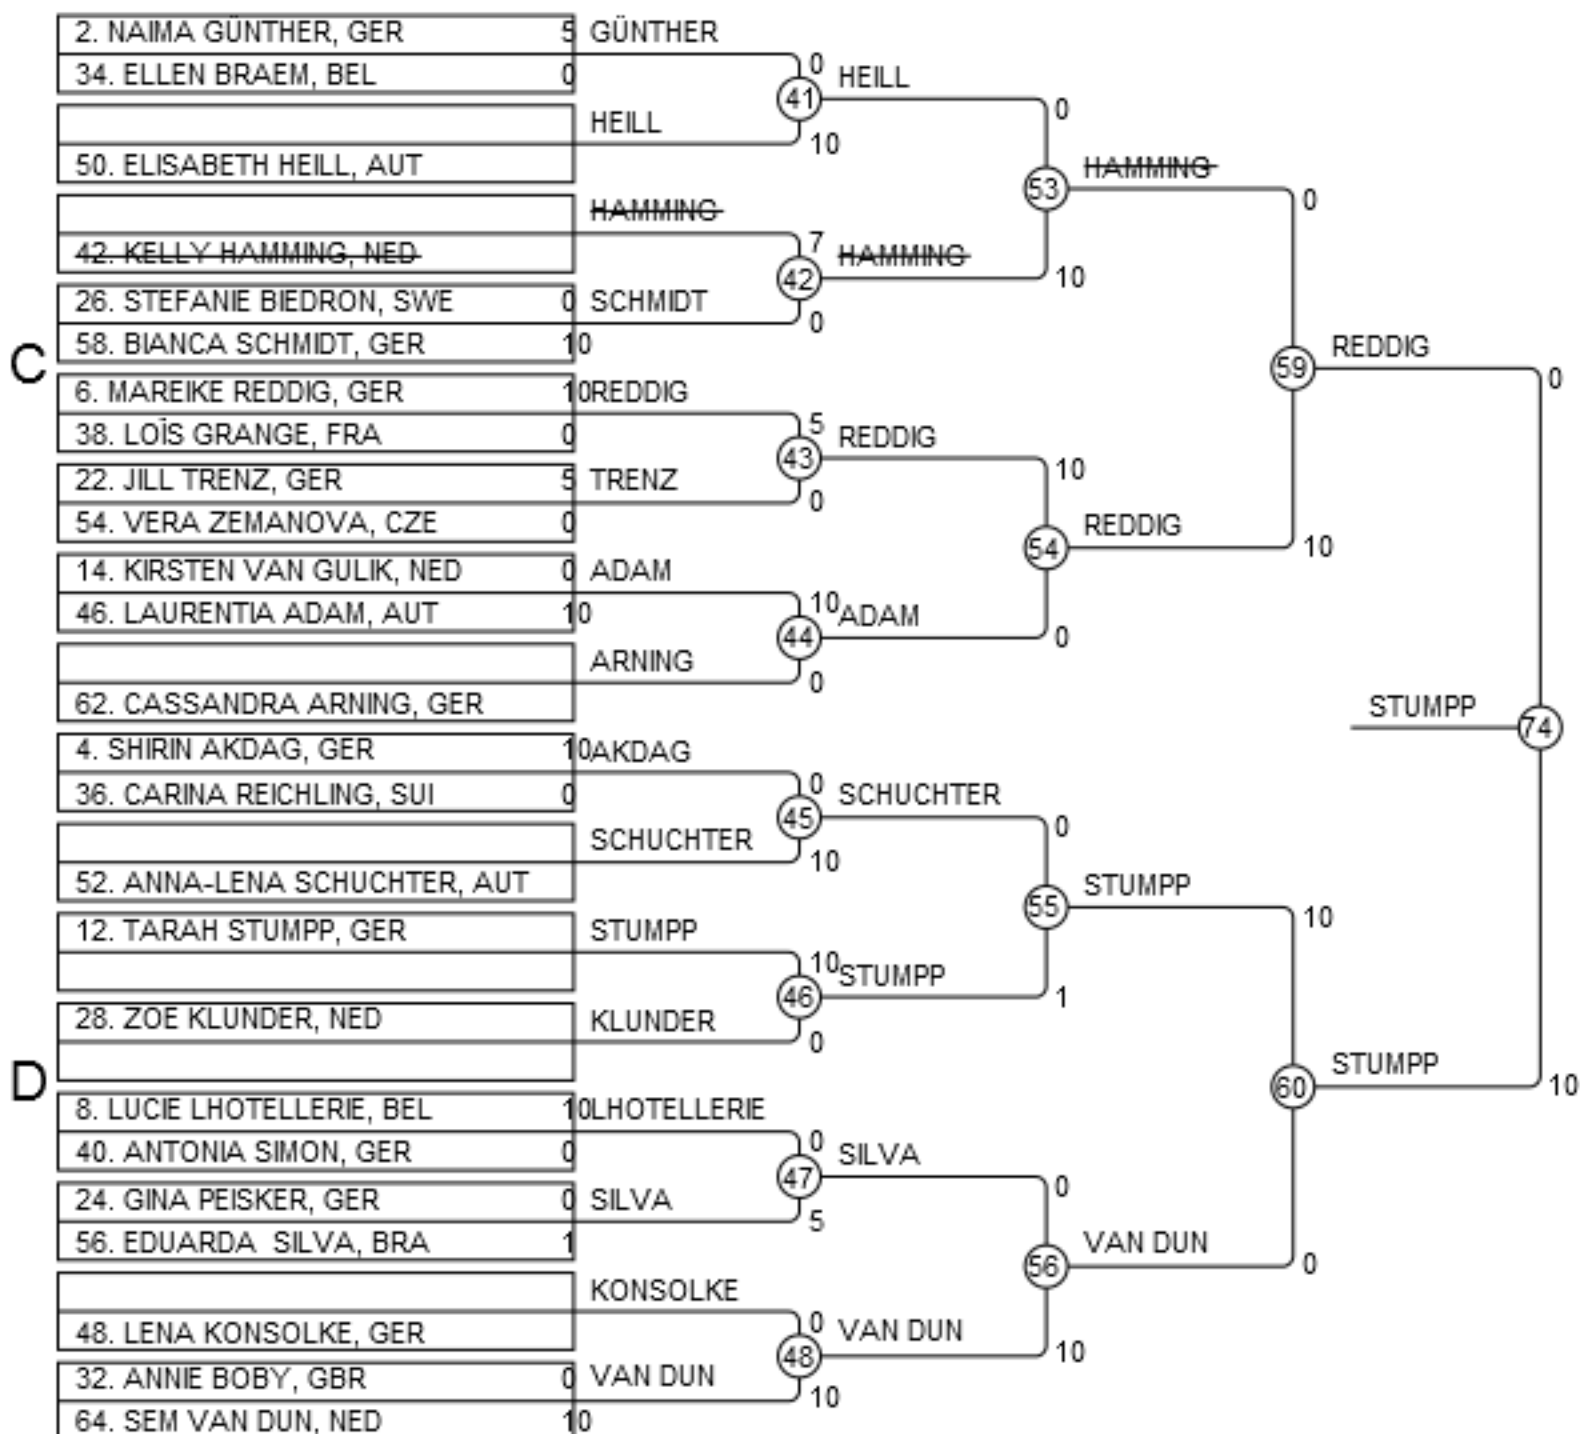 2. NAIMA GÜNTHER, GER 5 GÜNTHER
0
34. ELLEN BRAEM, BEL 0
HEILL
41
0
HEILL
10
50. ELISABETH HEILL, AUT
HAMMING
53
HAMMING
0
HAMMING
7
42. KELLY HAMMING, NED
HAMMING
42
10
26. STEFANIE BIEDRON, SWE 0 SCHMIDT
0
58. BIANCA SCHMIDT, GER 10
REDDIG
C
59
0
6. MAREIKE REDDIG, GER 10 REDDIG
5
38. LOÏS GRANGE, FRA 0
REDDIG
43
10
22. JILL TRENZ, GER 5 TRENZ
0
54. VERA ZEMANOVA, CZE 0
REDDIG
54
10
14. KIRSTEN VAN GULIK, NED 0 ADAM
10
46. LAURENTIA ADAM, AUT 10
ADAM
44
0
ARNING
0
62. CASSANDRA ARNING, GER
STUMPP
74
4. SHIRIN AKDAG, GER 10 AKDAG
0
36. CARINA REICHLING, SUI 0
SCHUCHTER
45
0
SCHUCHTER
10
52. ANNA-LENA SCHUCHTER, AUT
STUMPP
55
10
12. TARAH STUMPP, GER STUMPP
10
STUMPP
46
1
28. ZOE KLUNDER, NED KLUNDER
0
STUMPP
D
60
10
8. LUCIE LHOTELLERIE, BEL 10 LHOTELLERIE
0
40. ANTONIA SIMON, GER 0
SILVA
47
0
24. GINA PEISKER, GER 0 SILVA
5
56. EDUARDA SILVA, BRA 1
VAN DUN
56
0
KONSOLKE
0
48. LENA KONSOLKE, GER
VAN DUN
48
10
32. ANNIE BOBY, GBR 0 VAN DUN
10
64. SEM VAN DUN, NED 10